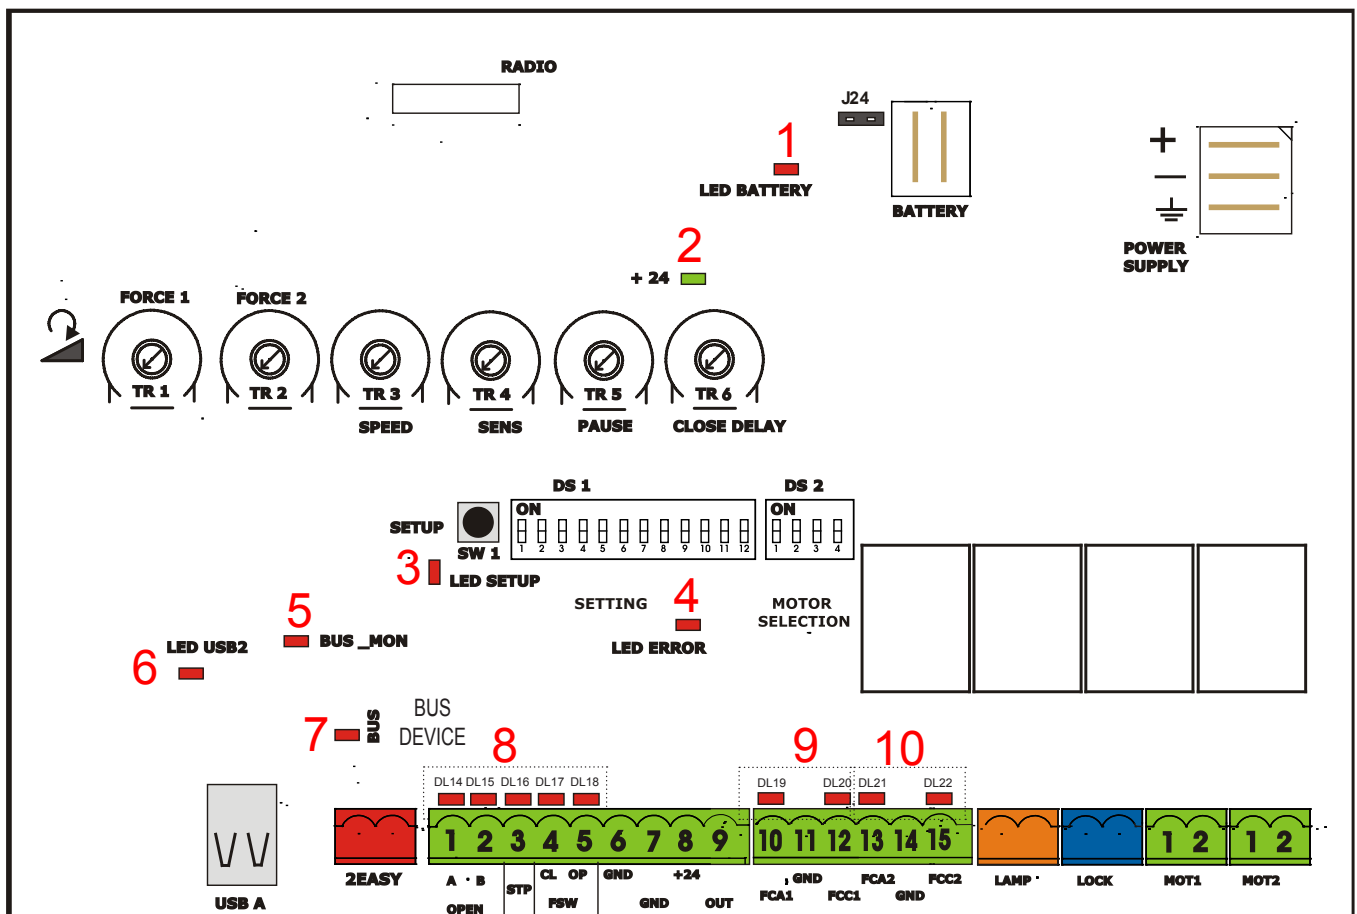 RADIO
J24
1
LED BATTERY
BATTERY
+
−
POWER
SUPPLY
2
+ 24
FORCE 1
FORCE 2
TR 1
TR 2
TR 3
TR 4
TR 5
TR 6
SPEED
SENS
PAUSE
CLOSE DELAY
DS 1
DS 2
ON
ON
SETUP
1 2 3 4 5 6 7 8 9 10 11 12
1 2 3 4
SW 1
3
LED SETUP
SETTING
4
MOTOR
SELECTION
LED ERROR
5
BUS _MON
LED USB2
6
7
BUS
BUS
DEVICE
8
9
10
DL14 DL15 DL16 DL17 DL18
DL19 DL20 DL21 DL22
1 2 3 4 5 6 7 8 9
10 11 12 13 14 15
1 2
1 2
2EASY
A · B
STP
CL OP
GND
+24
GND
FCA2
FCC2
LAMP
LOCK
MOT1
MOT2
USB A
OPEN
FSW
GND
OUT
FCA1
FCC1
GND